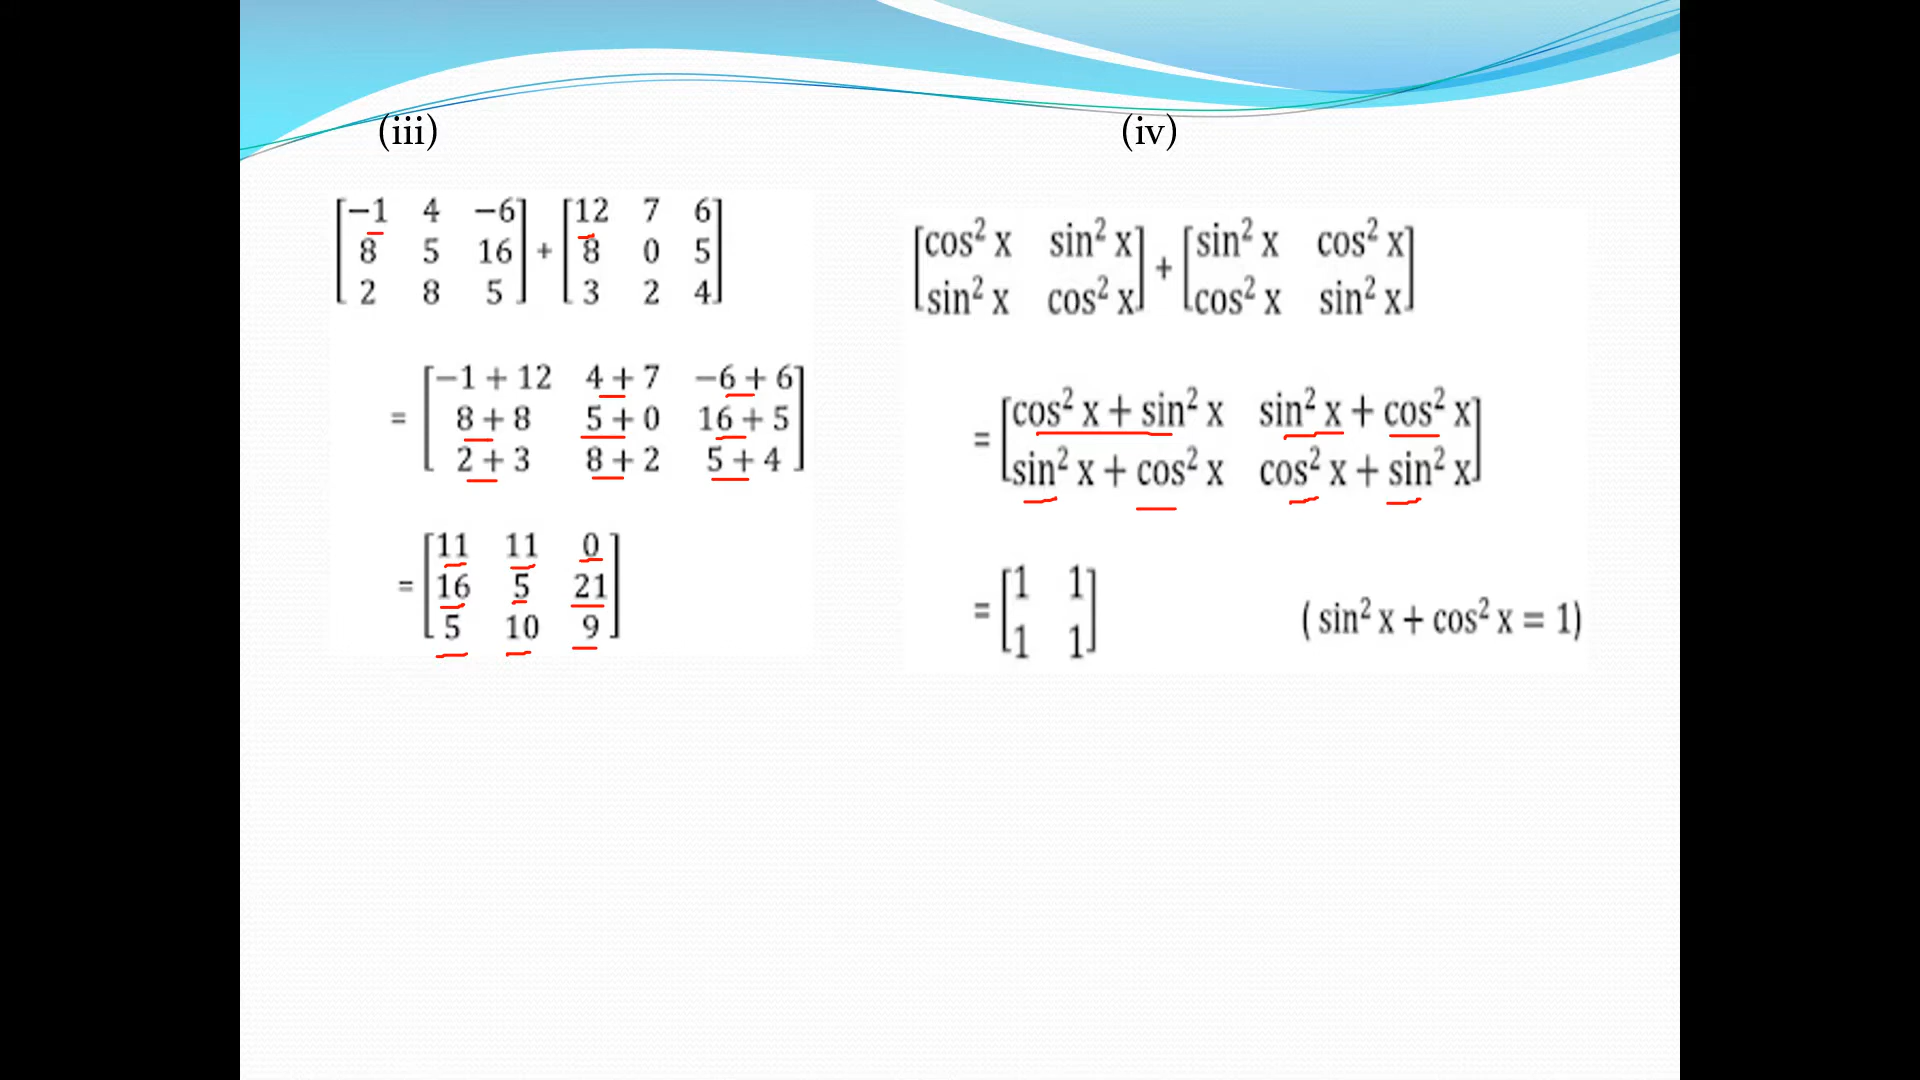 (iii)
[−1 4 −6] [12 7 6]
[8 5 16] + [8 0 5]
[2 8 5] [3 2 4]
[−1 + 12 4 + 7 −6 + 6]
= [8 + 8 5 + 0 16 + 5]
[2 + 3 8 + 2 5 + 4]
[11 11 0]
= [16 5 21]
[5 10 9]
(iv)
[cos² x sin² x] + [sin² x cos² x]
[sin² x cos² x] [cos² x sin² x]
= [cos² x + sin² x sin² x + cos² x]
[sin² x + cos² x cos² x + sin² x]
= [1 1]
[1 1]
( sin² x + cos² x = 1)